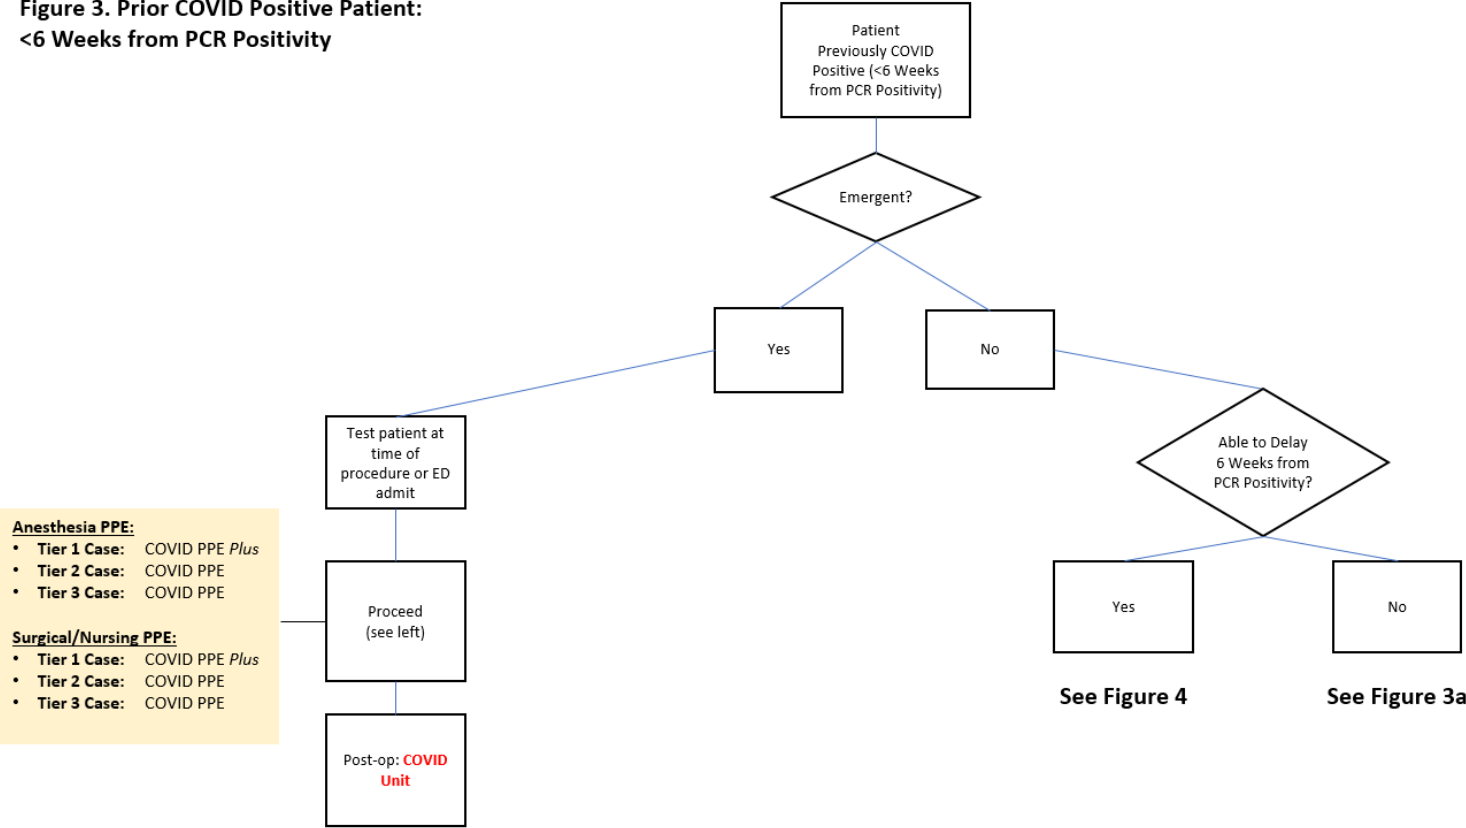 Figure 3. Prior COVID Positive Patient:
<6 Weeks from PCR Positivity
Patient
Previously COVID
Positive (<6 Weeks
from PCR Positivity)
Emergent?
Yes
No
Test patient at
time of
procedure or ED
admit
Able to Delay
6 Weeks from
PCR Positivity?
Anesthesia PPE:
• Tier 1 Case: COVID PPE Plus
• Tier 2 Case: COVID PPE
• Tier 3 Case: COVID PPE
Surgical/Nursing PPE:
• Tier 1 Case: COVID PPE Plus
• Tier 2 Case: COVID PPE
• Tier 3 Case: COVID PPE
Proceed
(see left)
Yes
No
See Figure 4
See Figure 3a
Post-op: COVID
Unit